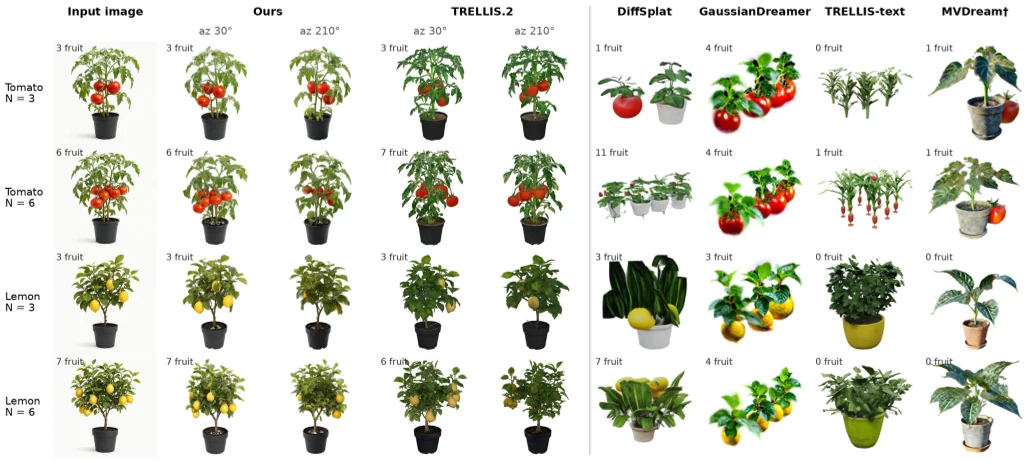 Input image Ours TRELLIS.2 DiffSplat GaussianDreamer TRELLIS-text MVDream†
az 30° az 210° az 30° az 210°
3 fruit 3 fruit 3 fruit 1 fruit 4 fruit 0 fruit 1 fruit
Tomato
N = 3
6 fruit 6 fruit 7 fruit 11 fruit 4 fruit 1 fruit 1 fruit
Tomato
N = 6
3 fruit 3 fruit 3 fruit 3 fruit 3 fruit 0 fruit 0 fruit
Lemon
N = 3
7 fruit 7 fruit 6 fruit 7 fruit 4 fruit 0 fruit 0 fruit
Lemon
N = 6